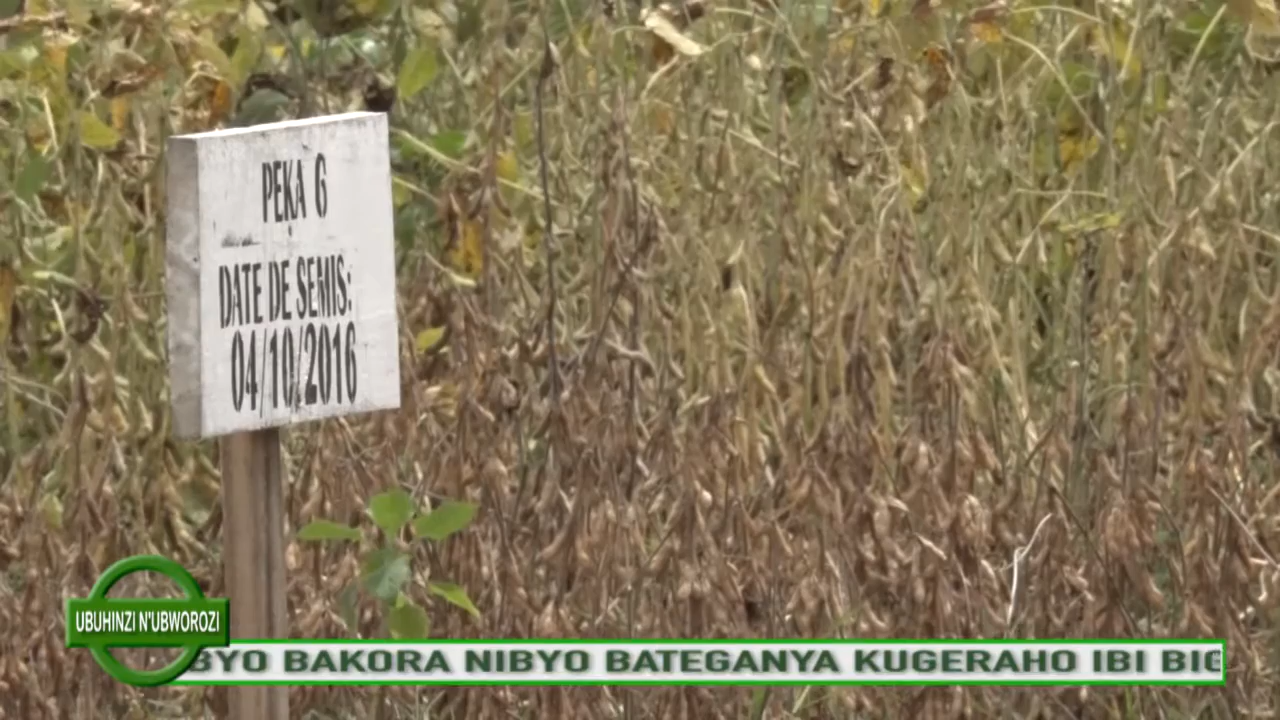 PEKA 6
DATE DE SEMIS:
04/10/2016
UBUHINZI N'UBWOROZI
BYO BAKORA NIBYO BATEGANYA KUGERAHO IBI